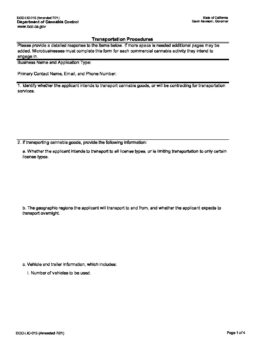 DCC-LIC-015 (Amended 7/21)
State of California
Department of Cannabis Control
Gavin Newsom, Governor
www.cannabis.ca.gov
Transportation Procedures
Please provide a detailed response to the items below. If more space is needed additional pages may be
added. Microbusinesses must complete this form for each commercial cannabis activity they intend to
engage in.
Business Name and Application Type:
Primary Contact Name, Email, and Phone Number:
1. Identify whether the applicant intends to transport cannabis goods, or will be contracting for transportation
services.
2. If transporting cannabis goods, provide the following information:
a. Whether the applicant intends to transport to all license types, or is limiting transportation to only certain
license types.
b. The geographic regions the applicant will transport to and from, and whether the applicant expects to
transport overnight.
c. Vehicle and trailer information, which includes:
i. Number of vehicles to be used.
DCC-LIC-015 (Amended 7/21)
Page 1 of 4